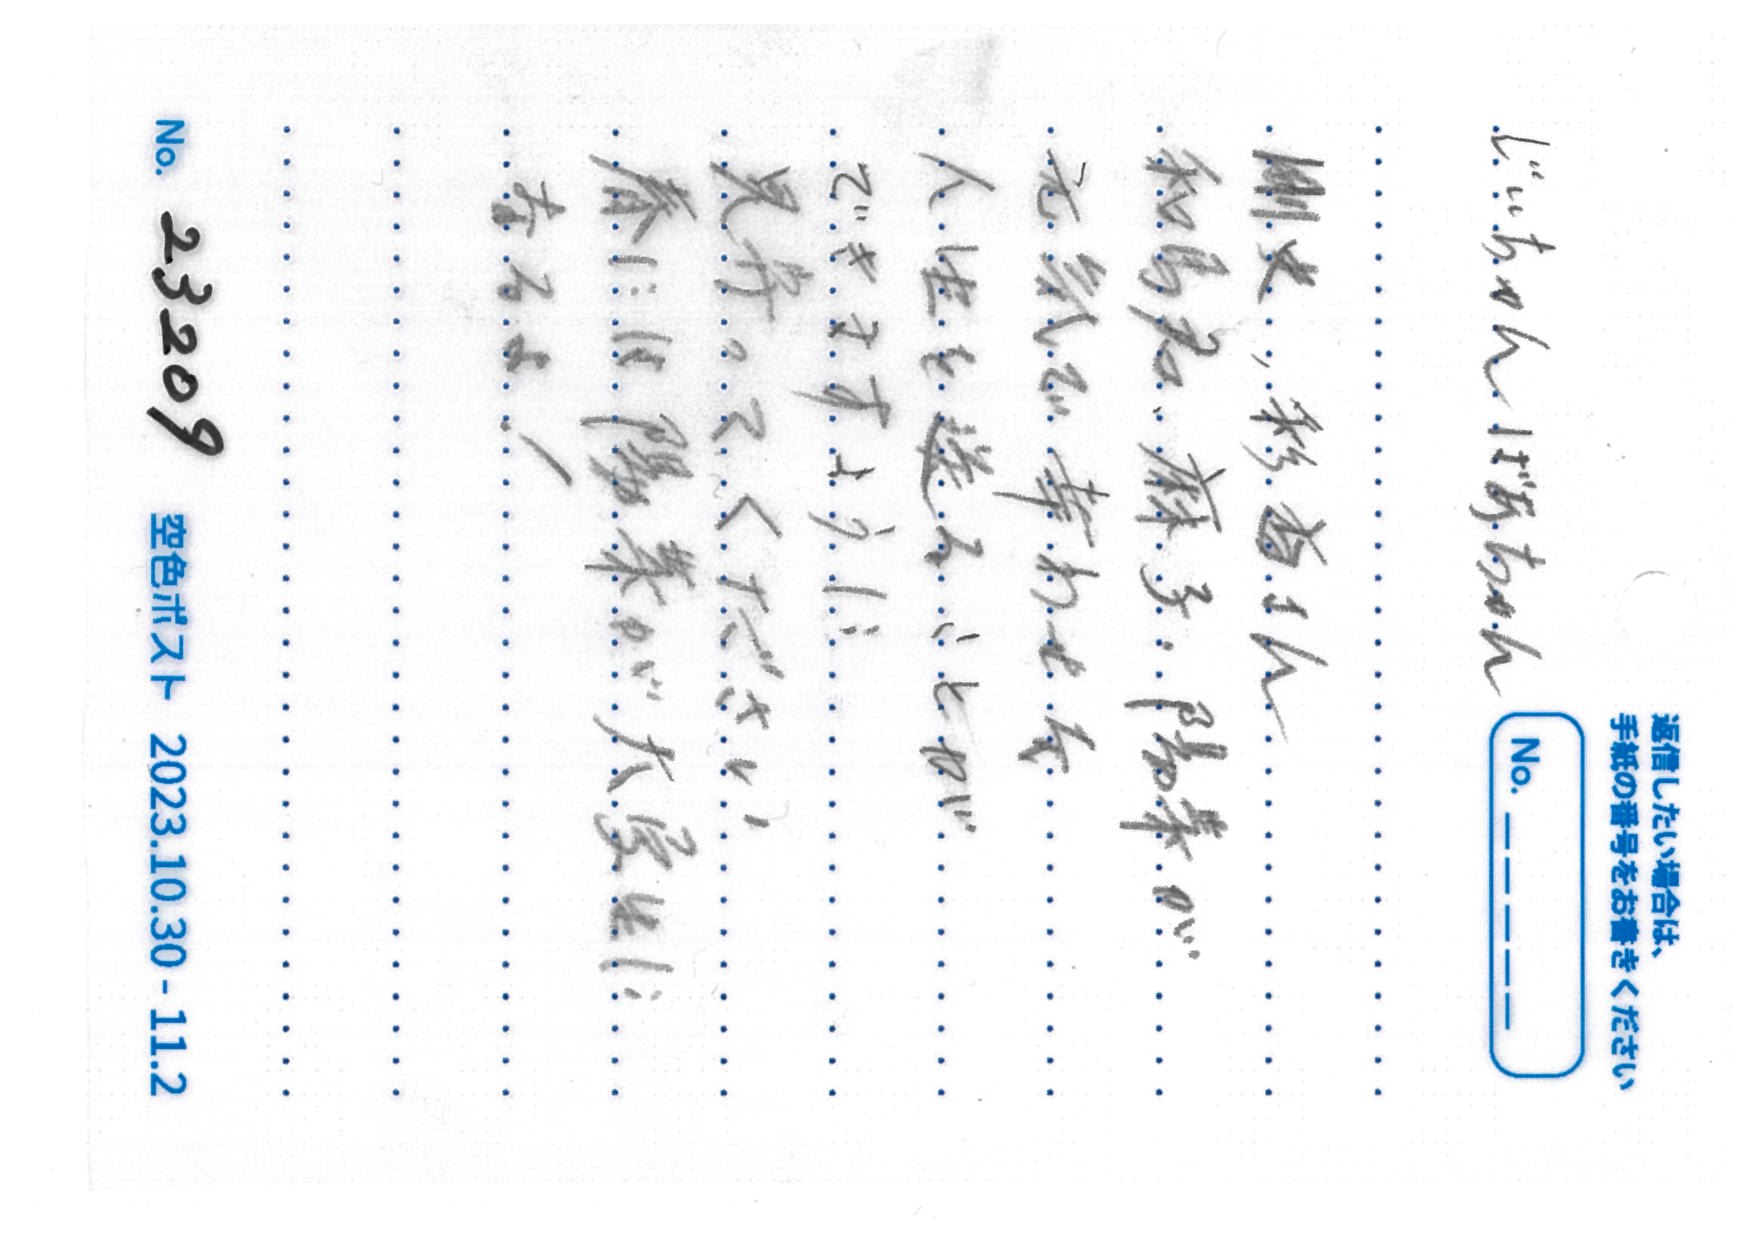 返信したい場合は、
手紙の番号をお書きください
No. _ _ _ _ _
じぃちゃん ばあちゃん
剛史、彩香さん
和馬君、麻子、陽菜が
元気で幸わせな
人生を送ることが
できますように
見守ってください
春には陽菜が大学生に
なるよ!
No. 23209 空色ポスト 2023.10.30 - 11.2